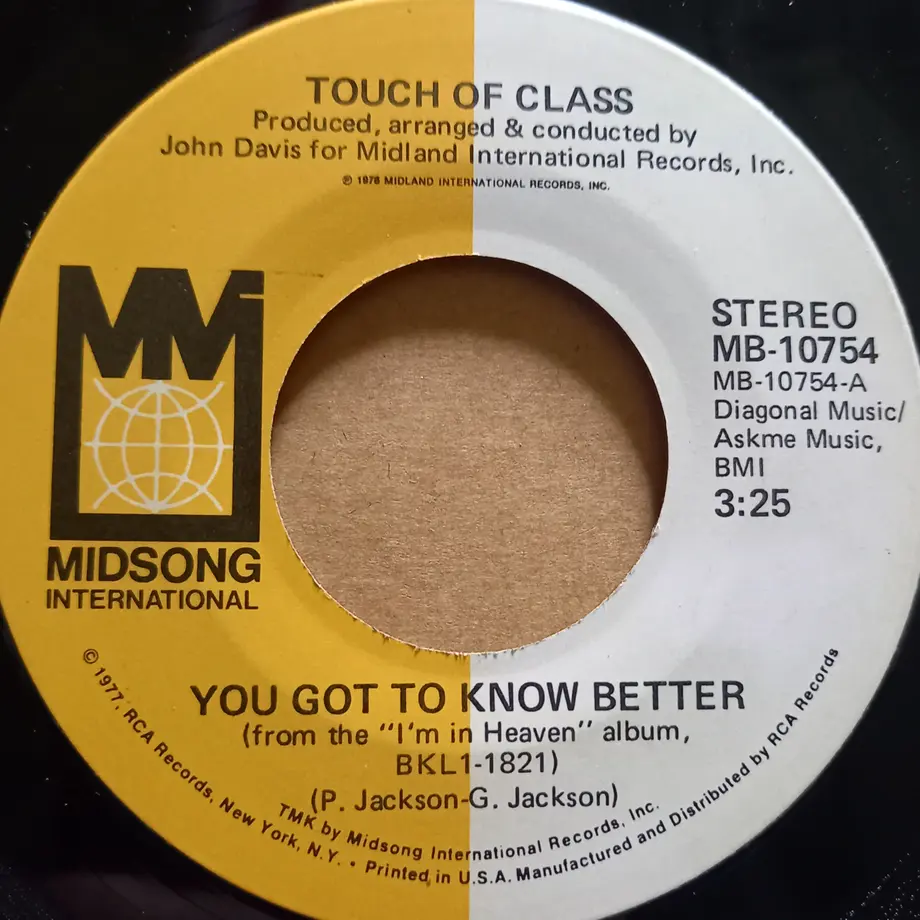 TOUCH OF CLASS
Produced, arranged & conducted by
John Davis for Midland International Records, Inc.
℗ 1976 MIDLAND INTERNATIONAL RECORDS, INC.
MM
MIDSONG
INTERNATIONAL
STEREO
MB-10754
MB-10754-A
Diagonal Music/
Askme Music,
BMI
3:25
YOU GOT TO KNOW BETTER
(from the "I'm in Heaven" album,
BKL1-1821)
(P. Jackson-G. Jackson)
TMK by Midsong International Records, Inc.
© 1977, RCA Records, New York, N.Y. • Printed in U.S.A. Manufactured and Distributed by RCA Records